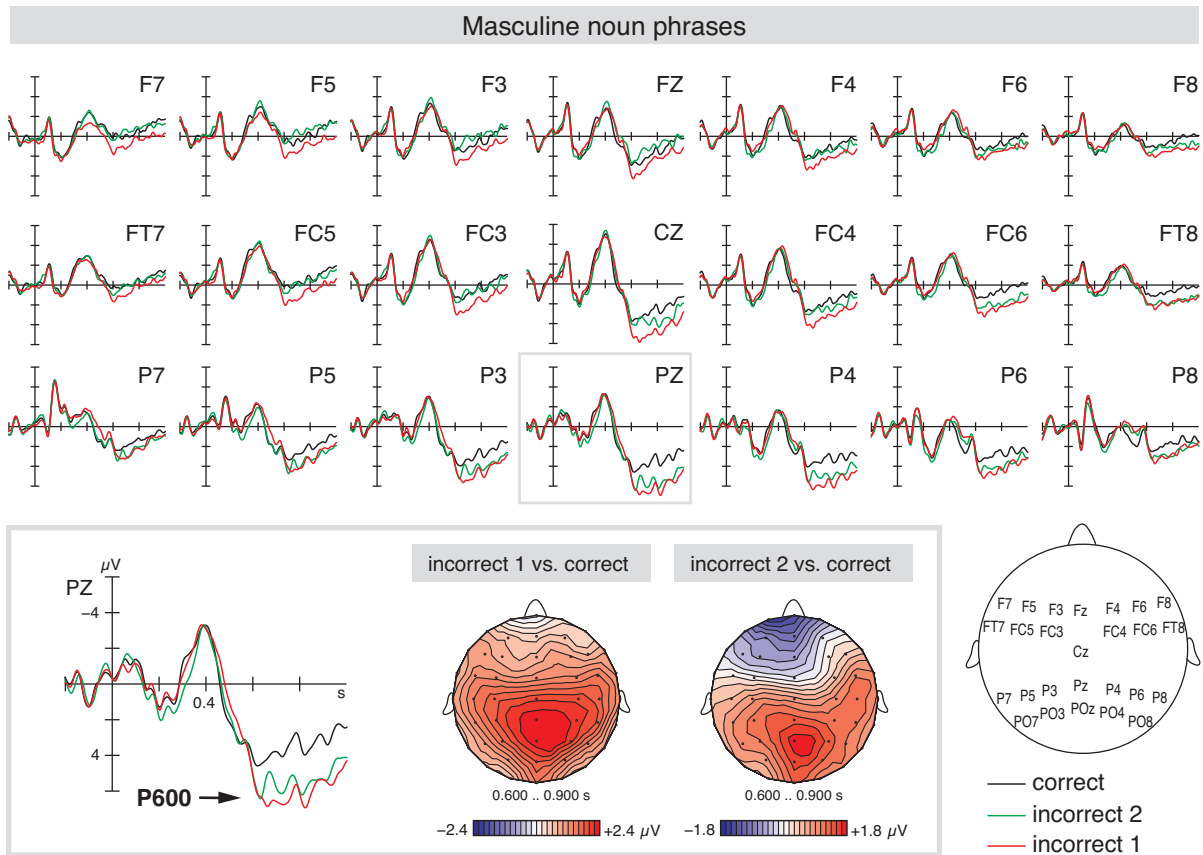 Masculine noun phrases
F7 F5 F3 FZ F4 F6 F8
FT7 FC5 FC3 CZ FC4 FC6 FT8
P7 P5 P3 PZ P4 P6 P8
µV
PZ
-4
s
0.4
4
P600
incorrect 1 vs. correct
0.600 .. 0.900 s
−2.4 +2.4 µV
incorrect 2 vs. correct
0.600 .. 0.900 s
−1.8 +1.8 µV
F7 F5 F3 Fz F4 F6 F8
FT7 FC5 FC3 FC4 FC6 FT8
Cz
P7 P5 P3 Pz P4 P6 P8
PO7 PO3 POz PO4 PO8
correct
incorrect 2
incorrect 1